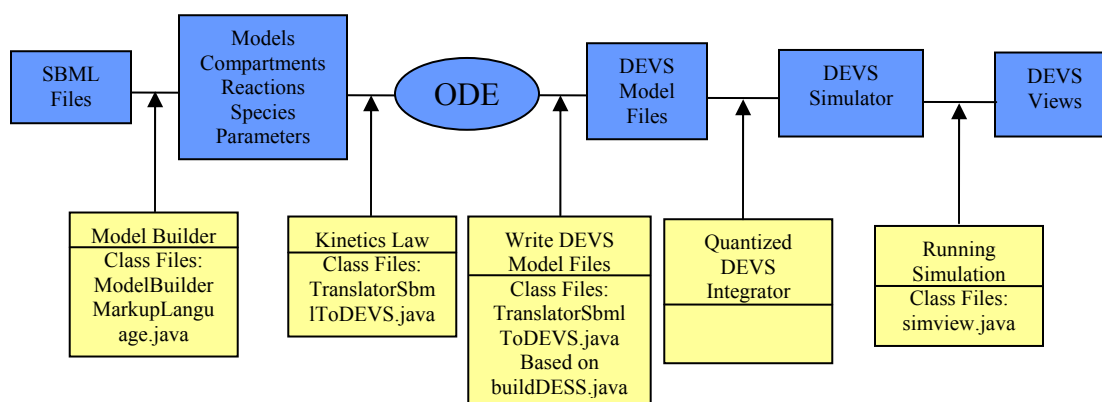 SBML
Files
Models
Compartments
Reactions
Species
Parameters
ODE
DEVS
Model
Files
DEVS
Simulator
DEVS
Views
Model Builder
Class Files:
ModelBuilder
MarkupLangu
age.java
Kinetics Law
Class Files:
TranslatorSbm
lToDEVS.java
Write DEVS
Model Files
Class Files:
TranslatorSbml
ToDEVS.java
Based on
buildDESS.java
Quantized
DEVS
Integrator
Running
Simulation
Class Files:
simview.java